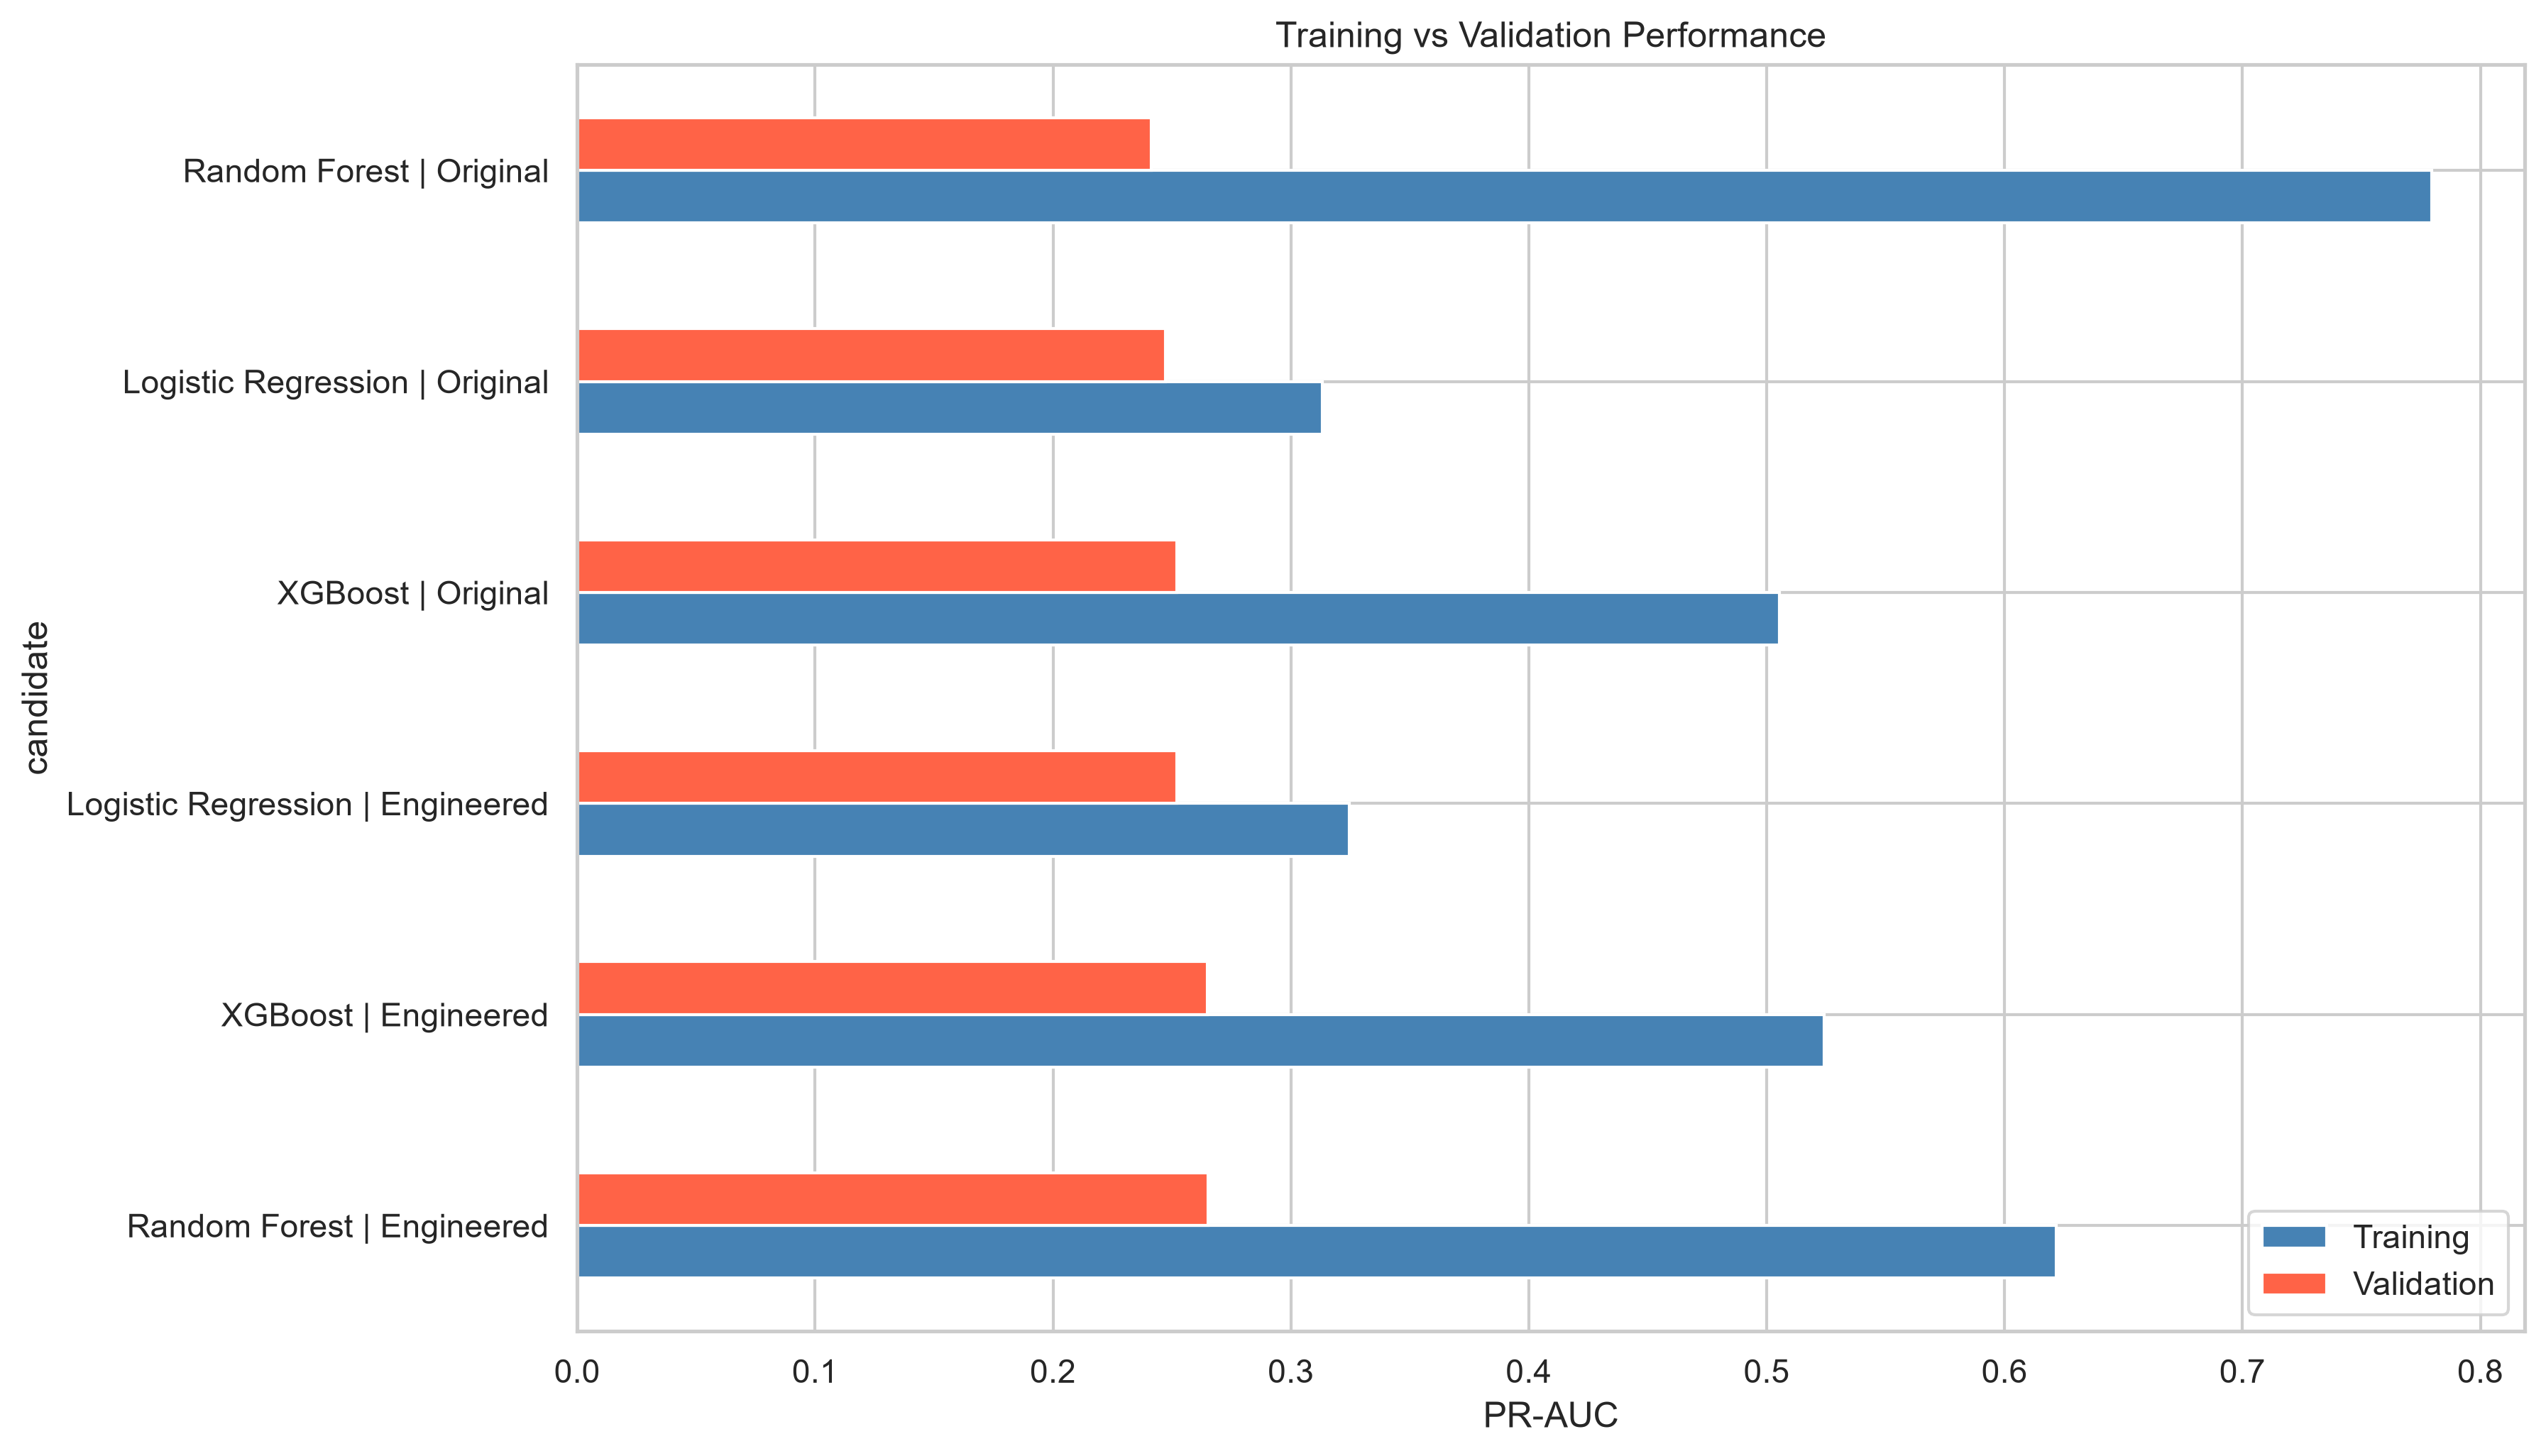 Training vs Validation Performance
candidate
Random Forest | Original
Logistic Regression | Original
XGBoost | Original
Logistic Regression | Engineered
XGBoost | Engineered
Random Forest | Engineered
Training
Validation
0.0 0.1 0.2 0.3 0.4 0.5 0.6 0.7 0.8
PR-AUC